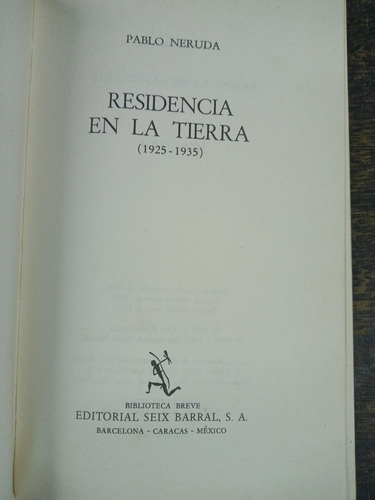 PABLO NERUDA
RESIDENCIA
EN LA TIERRA
(1925-1935)
BIBLIOTECA BREVE
EDITORIAL SEIX BARRAL, S. A.
BARCELONA - CARACAS - MÉXICO